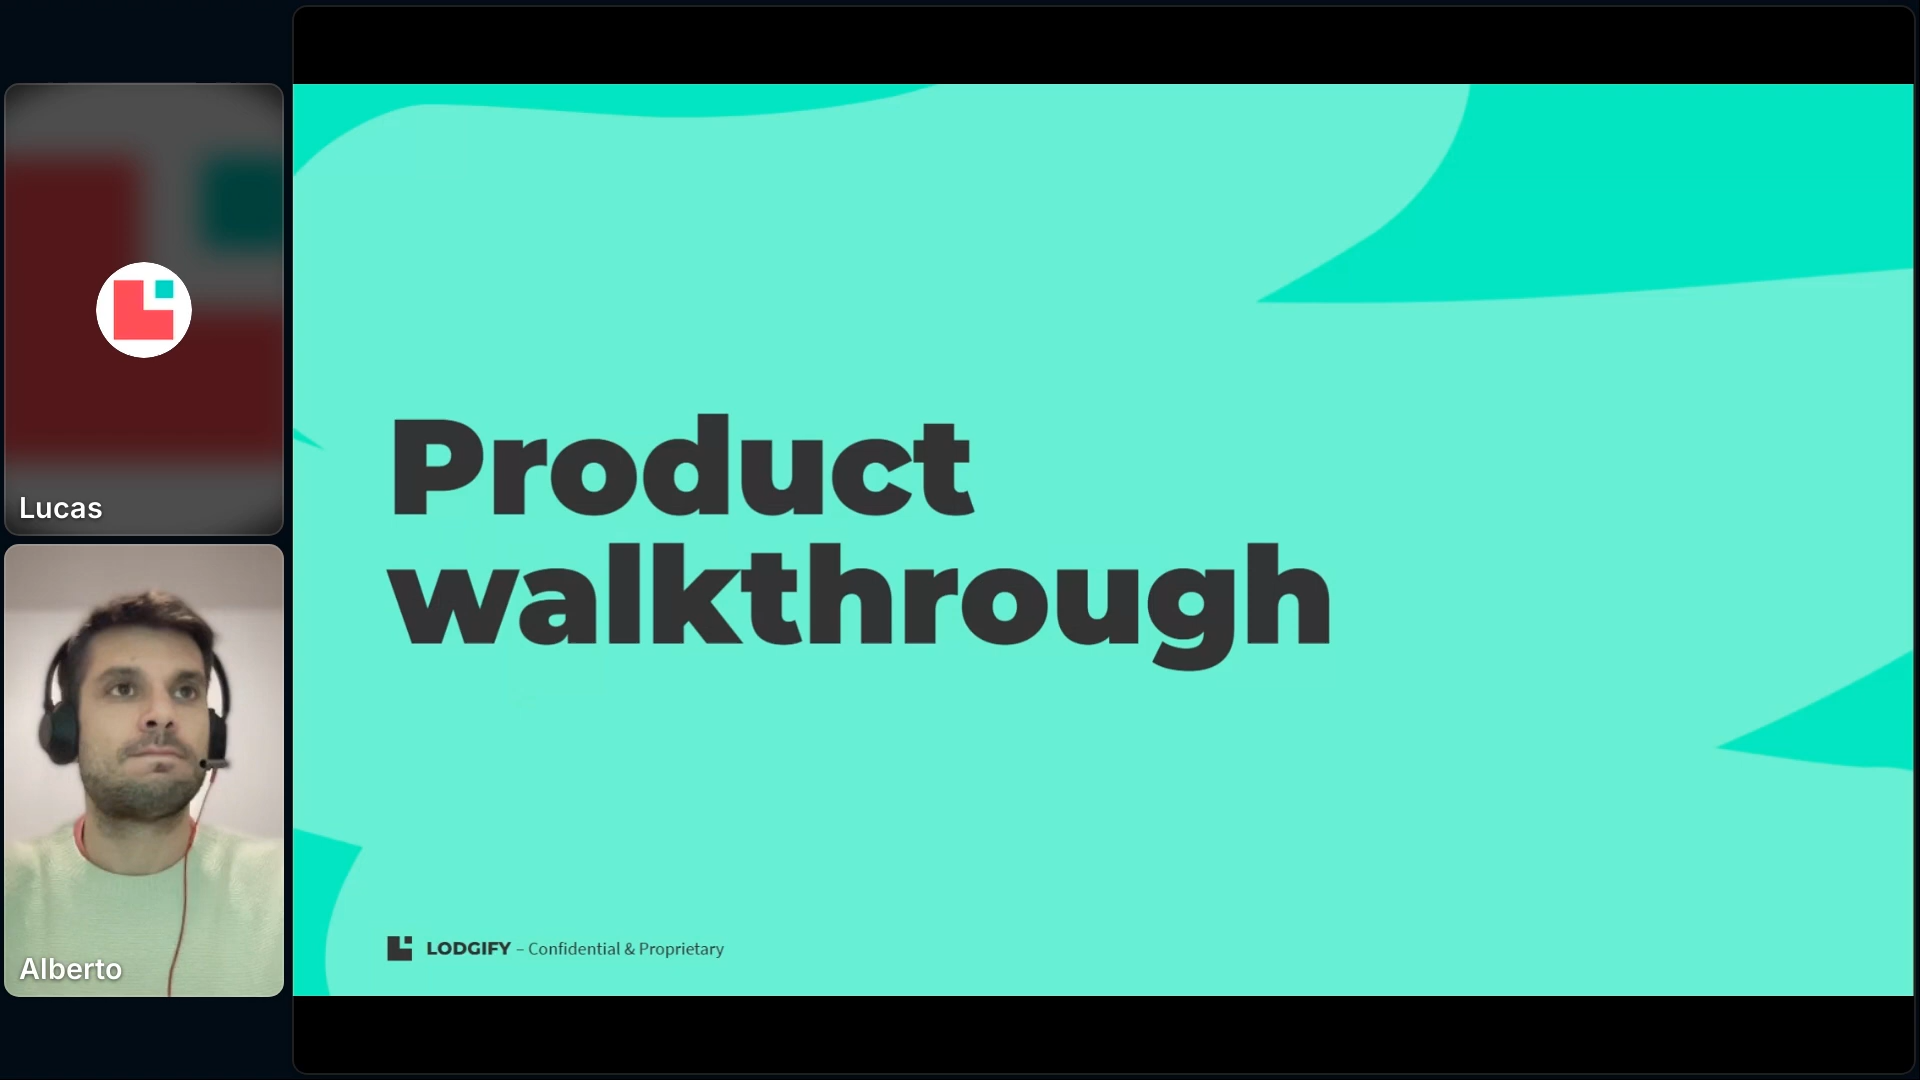 Lucas
Alberto
Product
walkthrough
LODGIFY – Confidential & Proprietary